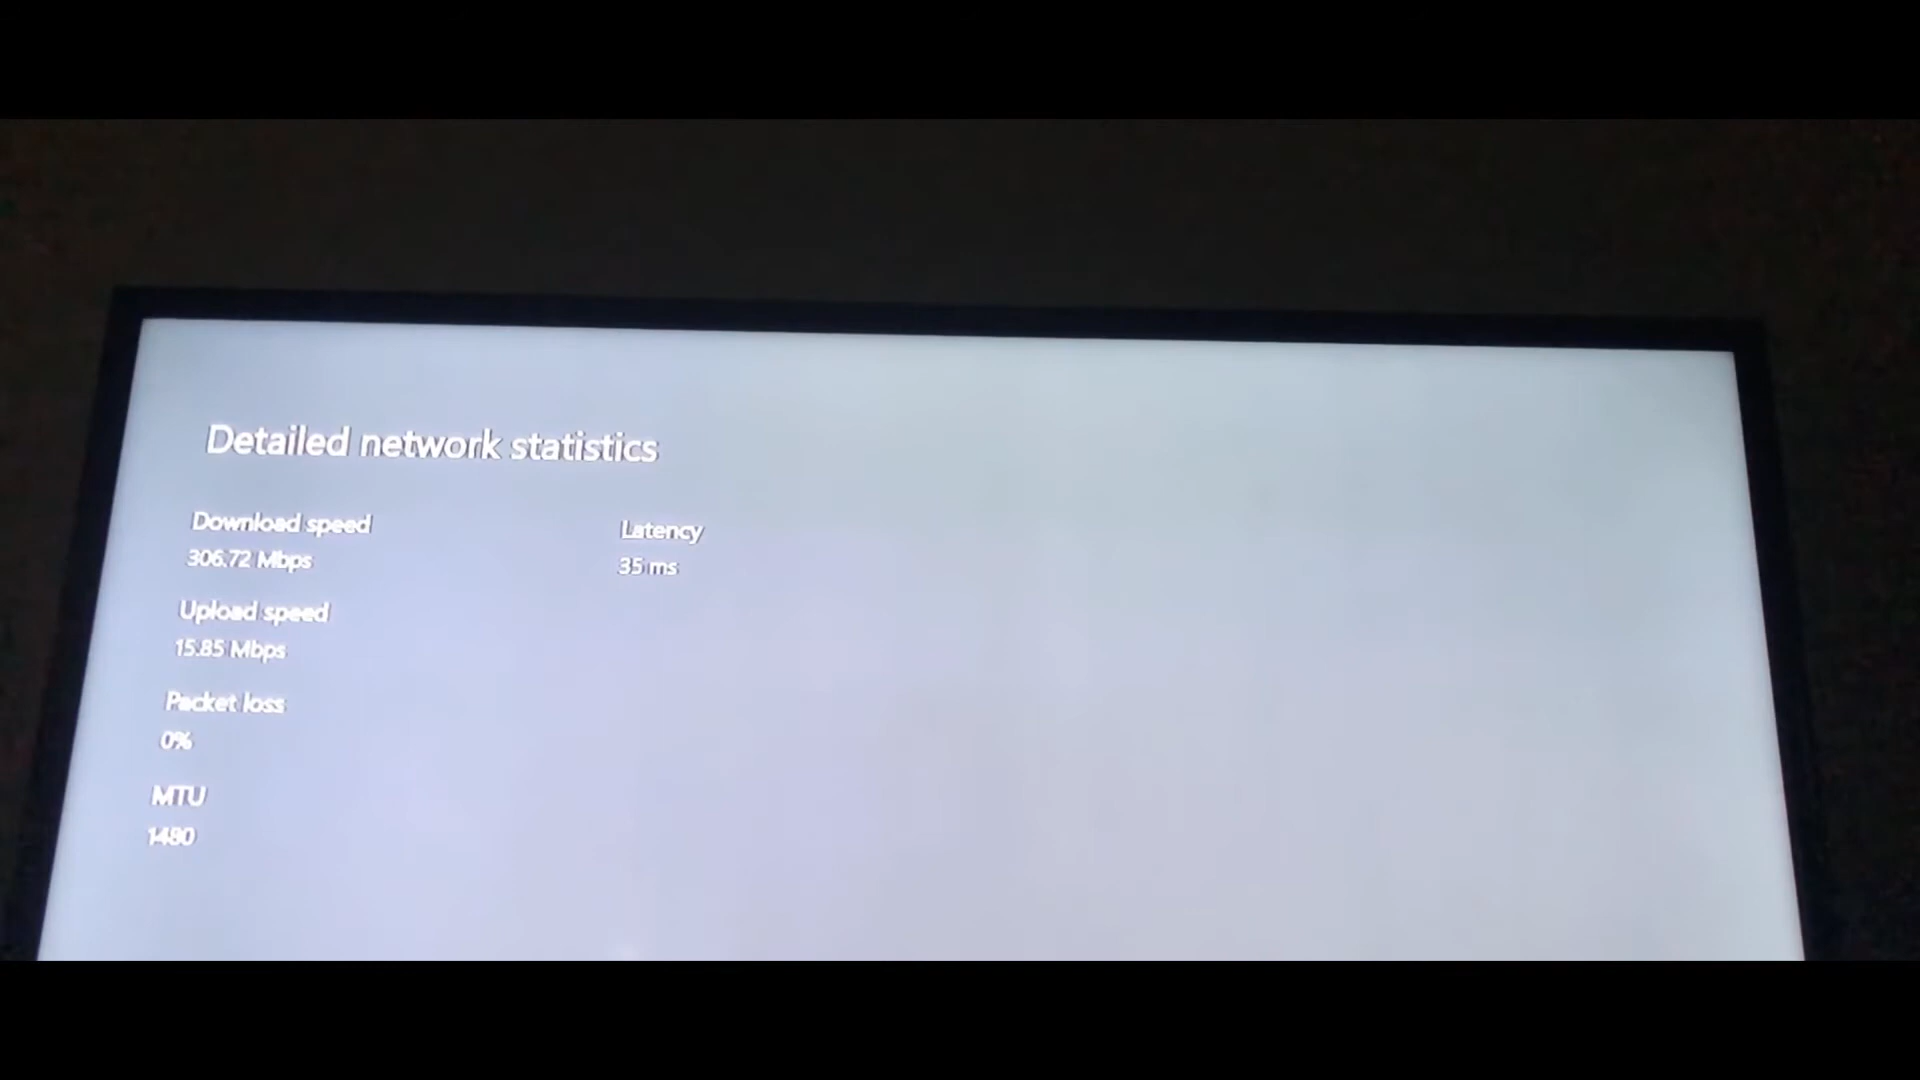 Detailed network statistics
Download speed
306.72 Mbps
Upload speed
15.85 Mbps
Packet loss
0%
MTU
1480
Latency
35 ms